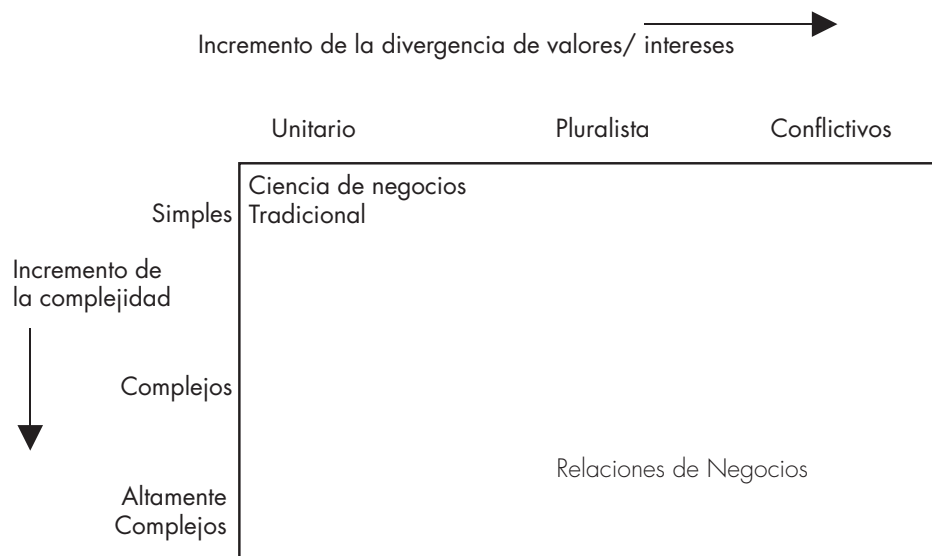 Incremento de la divergencia de valores/ intereses
Unitario
Pluralista
Conflictivos
Ciencia de negocios
Tradicional
Simples
Incremento de
la complejidad
Complejos
Relaciones de Negocios
Altamente
Complejos